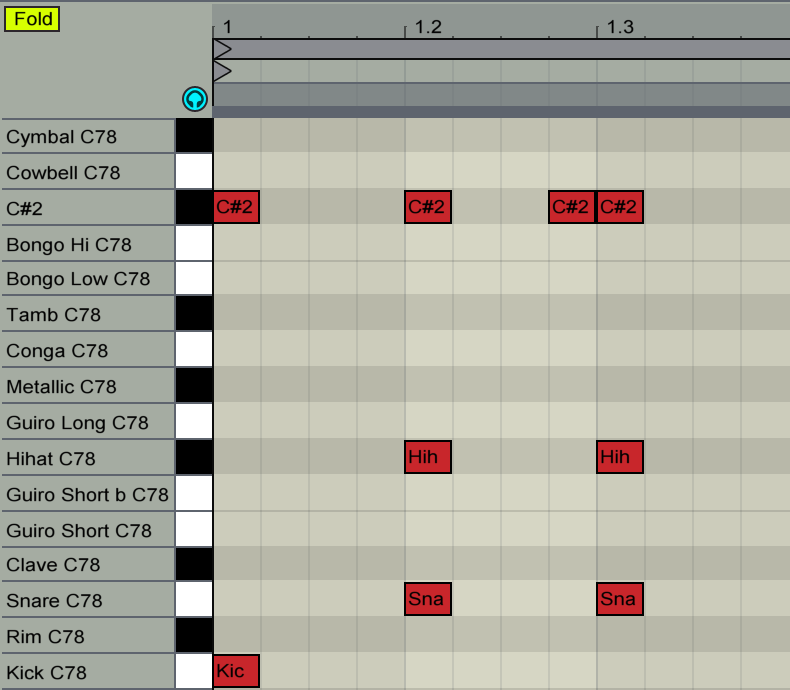 Fold
1 1.2 1.3
Cymbal C78
Cowbell C78
C#2 C#2 C#2 C#2 C#2
Bongo Hi C78
Bongo Low C78
Tamb C78
Conga C78
Metallic C78
Guiro Long C78
Hihat C78 Hih Hih
Guiro Short b C78
Guiro Short C78
Clave C78
Snare C78 Sna Sna
Rim C78
Kick C78 Kic